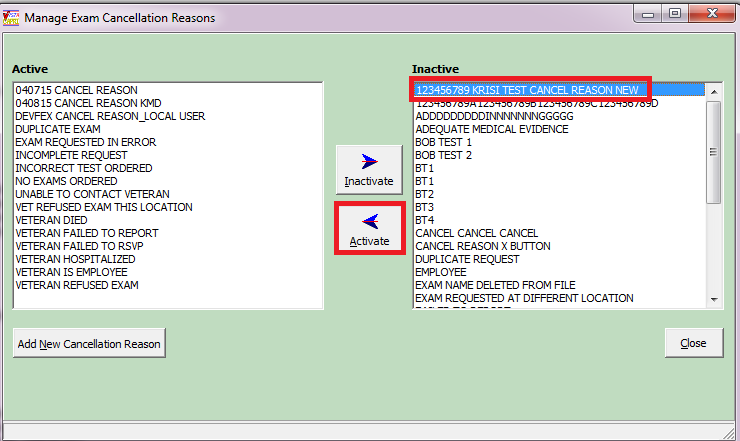 Manage Exam Cancellation Reasons
Active
040715 CANCEL REASON
040815 CANCEL REASON KMD
DEVFEX CANCEL REASON_LOCAL USER
DUPLICATE EXAM
EXAM REQUESTED IN ERROR
INCOMPLETE REQUEST
INCORRECT TEST ORDERED
NO EXAMS ORDERED
UNABLE TO CONTACT VETERAN
VET REFUSED EXAM THIS LOCATION
VETERAN DIED
VETERAN FAILED TO REPORT
VETERAN FAILED TO RSVP
VETERAN HOSPITALIZED
VETERAN IS EMPLOYEE
VETERAN REFUSED EXAM
Inactivate
Activate
Inactive
123456789 KRISI TEST CANCEL REASON NEW
123456789A123456789B123456789C123456789D
ADEQUATE MEDICAL EVIDENCE
BOB TEST 1
BOB TEST 2
BT1
BT1
BT2
BT3
BT4
CANCEL CANCEL CANCEL
CANCEL REASON X BUTTON
DUPLICATE REQUEST
EMPLOYEE
EXAM NAME DELETED FROM FILE
EXAM REQUESTED AT DIFFERENT LOCATION
Add New Cancellation Reason
Close